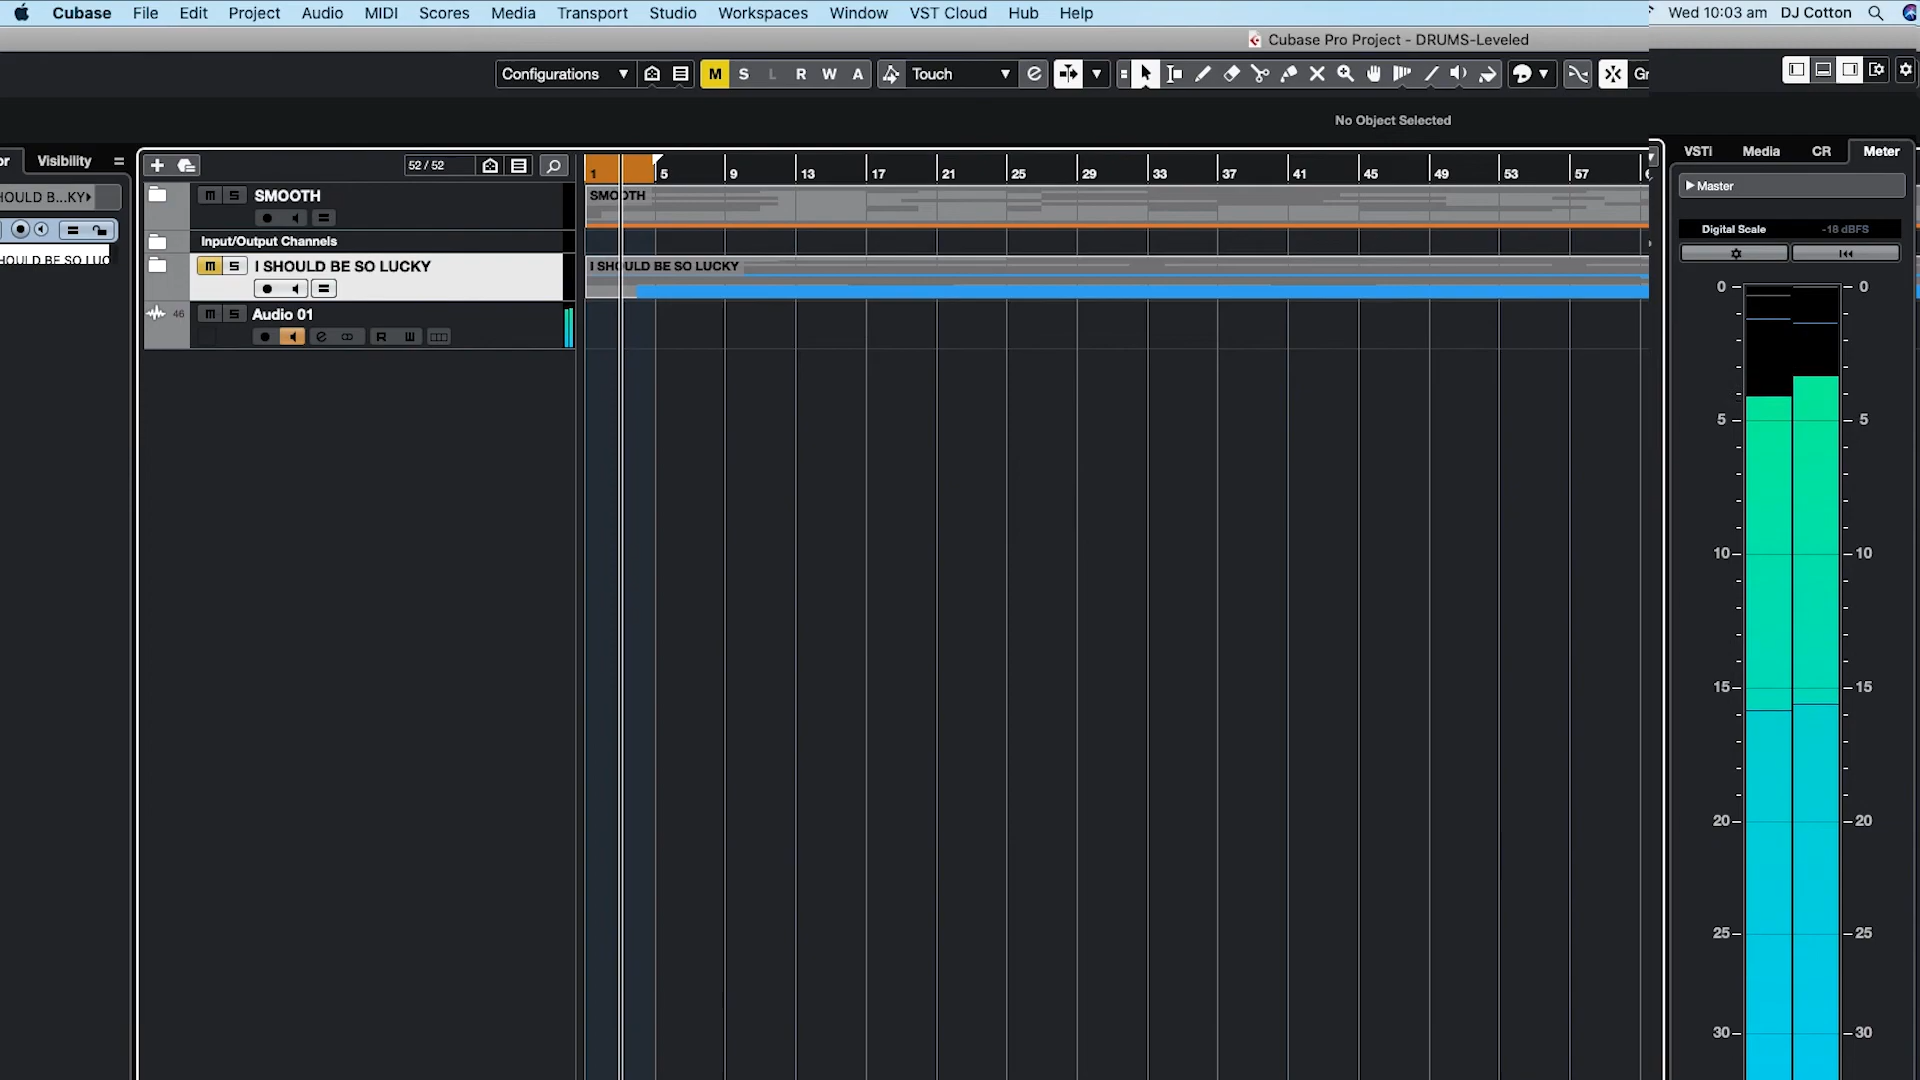 Cubase File Edit Project Audio MIDI Scores Media Transport Studio Workspaces Window VST Cloud Hub Help Wed 10:03 am DJ Cotton
Cubase Pro Project - DRUMS-Leveled
Configurations M S L R W A Touch Gr
No Object Selected
or Visibility
HOULD B...KY
HOULD BE SO LUC
52 / 52
1 5 9 13 17 21 25 29 33 37 41 45 49 53 57
m S SMOOTH
SMOOTH
Input/Output Channels
m S I SHOULD BE SO LUCKY
I SHOULD BE SO LUCKY
46 m S Audio 01
R
VSTi Media CR Meter
Master
Digital Scale -18 dBFS
0 0
5 5
10 10
15 15
20 20
25 25
30 30